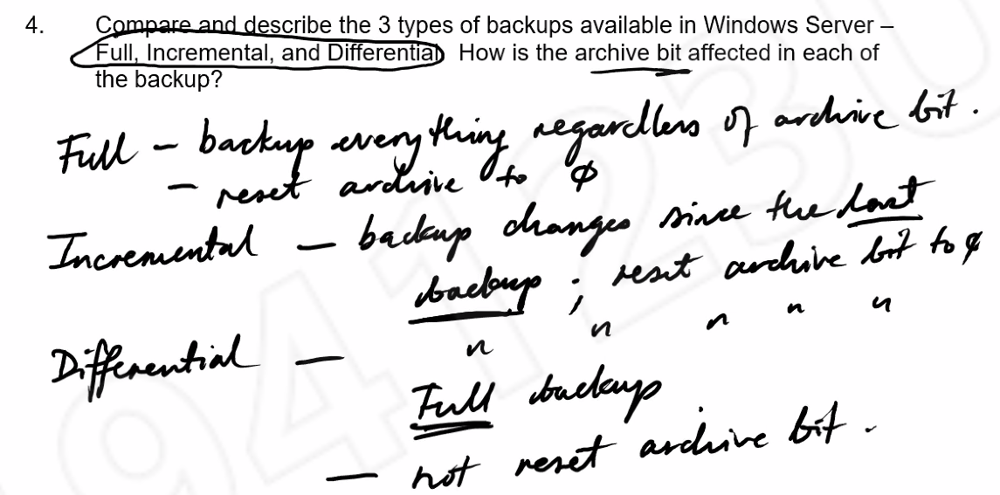 4. Compare and describe the 3 types of backups available in Windows Server –
Full, Incremental, and Differential. How is the archive bit affected in each of
the backup?
Full – backup everything regardless of archive bit.
– reset archive to 0
Incremental – backup changes since the last
backup ; reset archive bit to 0
Differential – " " " " "
Full backup
– not reset archive bit.